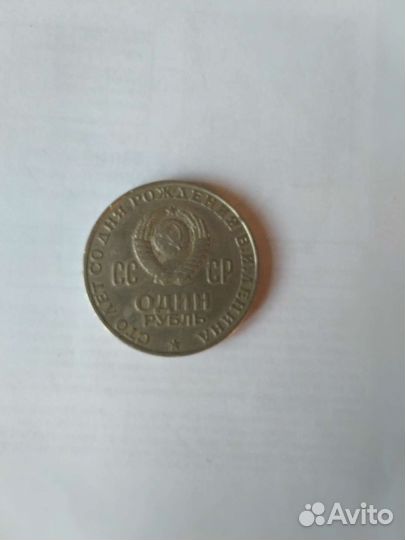 СТО ЛЕТ СО ДНЯ РОЖДЕНИЯ В.И.ЛЕНИНА
СС СР
ОДИН
РУБЛЬ
Avito